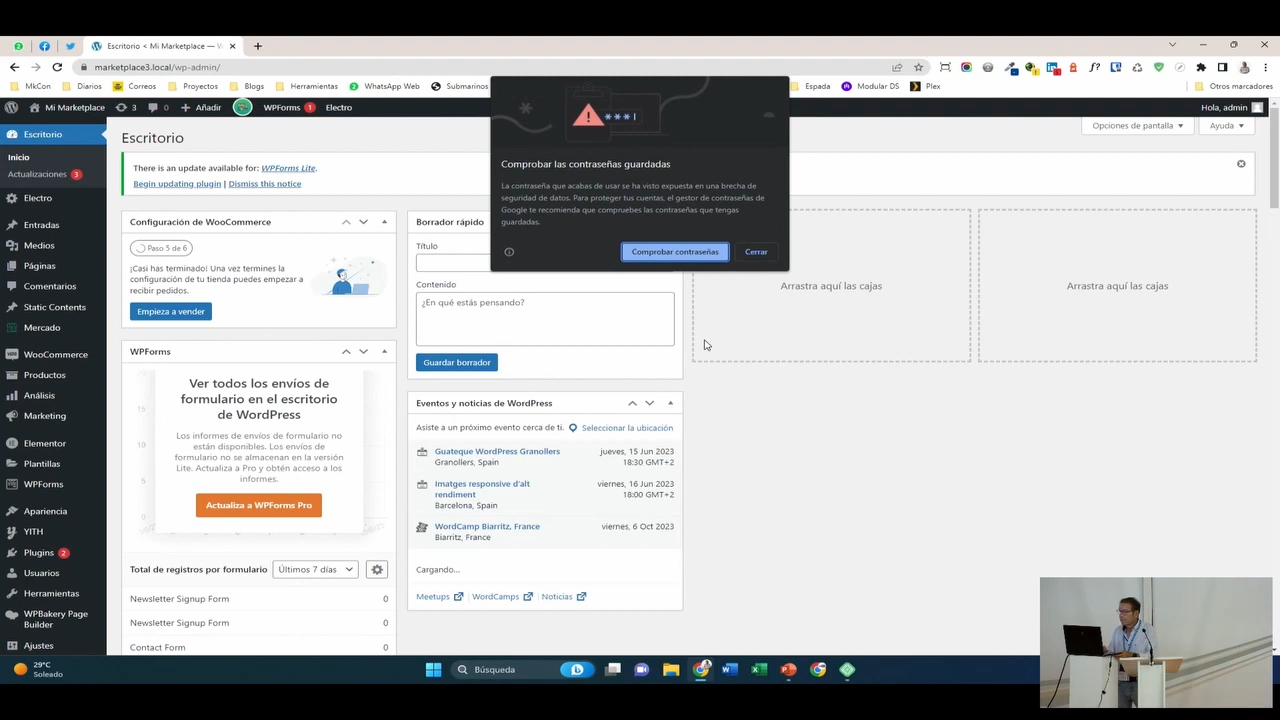 Escritorio < Mi Marketplace — W
marketplace3.local/wp-admin/
MkCon
Diarios
Correos
Proyectos
Blogs
Herramientas
WhatsApp Web
Submarinos
Espada
Modular DS
Plex
Otros marcadores
Mi Marketplace
3
0
Añadir
WPForms 1
Electro
Hola, admin
Escritorio
Inicio
Actualizaciones 3
Electro
Entradas
Medios
Páginas
Comentarios
Static Contents
Mercado
WooCommerce
Productos
Análisis
Marketing
Elementor
Plantillas
WPForms
Apariencia
YITH
Plugins 2
Usuarios
Herramientas
WPBakery Page
Builder
Ajustes
Escritorio
Opciones de pantalla
Ayuda
There is an update available for: WPForms Lite.
Begin updating plugin | Dismiss this notice
Comprobar las contraseñas guardadas
La contraseña que acabas de usar se ha visto expuesta en una brecha de
seguridad de datos. Para proteger tus cuentas, el gestor de contraseñas de
Google te recomienda que compruebes las contraseñas que tengas
guardadas.
Comprobar contraseñas
Cerrar
Configuración de WooCommerce
Paso 5 de 6
¡Casi has terminado! Una vez termines la
configuración de tu tienda puedes empezar a
recibir pedidos.
Empieza a vender
WPForms
Ver todos los envíos de
formulario en el escritorio
de WordPress
Los informes de envíos de formulario no
están disponibles. Los envíos de
formulario no se almacenan en la versión
Lite. Actualiza a Pro y obtén acceso a los
informes.
Actualiza a WPForms Pro
Total de registros por formulario
Últimos 7 días
Newsletter Signup Form 0
Newsletter Signup Form 0
Contact Form 0
Borrador rápido
Título
Contenido
¿En qué estás pensando?
Guardar borrador
Eventos y noticias de WordPress
Asiste a un próximo evento cerca de ti.
Seleccionar la ubicación
Guateque WordPress Granollers
jueves, 15 Jun 2023
Granollers, Spain
18:30 GMT+2
Imatges responsive d'alt
rendiment
viernes, 16 Jun 2023
18:00 GMT+2
Barcelona, Spain
WordCamp Biarritz, France
viernes, 6 Oct 2023
Biarritz, France
Cargando...
Meetups | WordCamps | Noticias
Arrastra aquí las cajas
Arrastra aquí las cajas
29°C
Soleado
Búsqueda